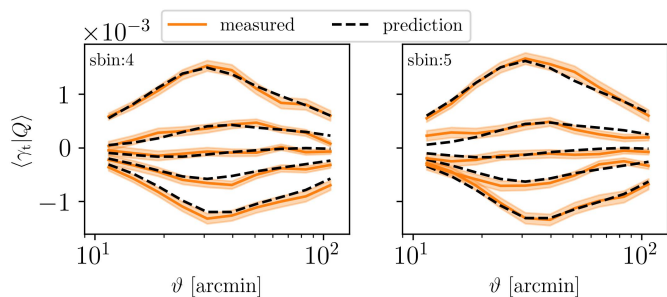 measured prediction
×10⁻³
sbin:4 sbin:5
1
0
−1
⟨γₜ|Q⟩
10¹ 10² 10¹ 10²
ϑ [arcmin] ϑ [arcmin]